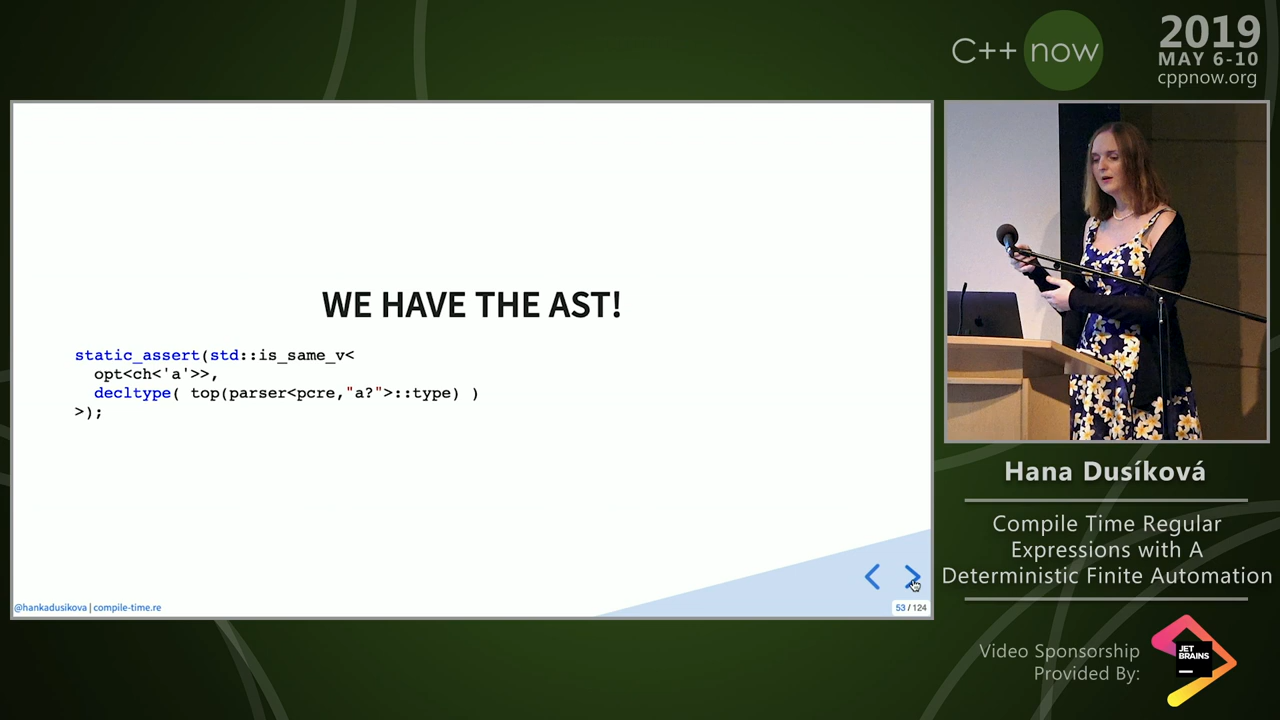 C++ now
2019
MAY 6-10
cppnow.org
WE HAVE THE AST!
static_assert(std::is_same_v<
opt<ch<'a'>>,
decltype( top(parser<pcre,"a?">::type) )
>);
@hankadusikova | compile-time.re
53 / 124
Hana Dusíková
Compile Time Regular
Expressions with A
Deterministic Finite Automation
Video Sponsorship
Provided By:
JET
BRAINS